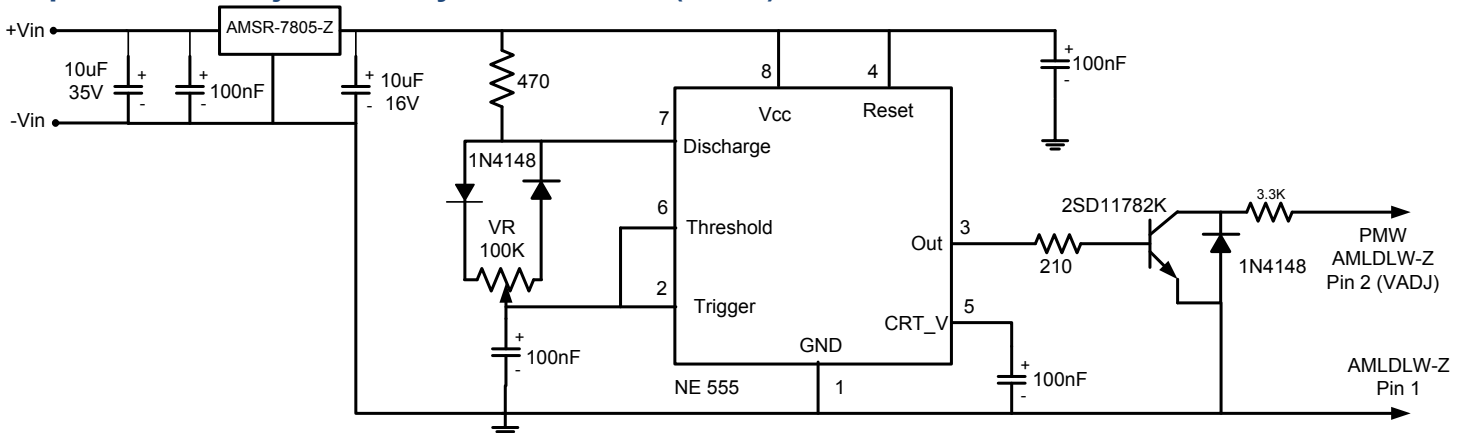 +Vin
AMSR-7805-Z
10uF
35V
+
-
+
100nF
-
+
10uF
16V
-
470
+
100nF
-
-Vin
8
4
Vcc
Reset
7
Discharge
1N4148
6
Threshold
VR
100K
2
Trigger
Out
3
210
2SD11782K
3.3K
1N4148
PMW
AMLDLW-Z
Pin 2 (VADJ)
CRT_V
5
GND
+
100nF
-
NE 555
1
+
100nF
-
AMLDLW-Z
Pin 1